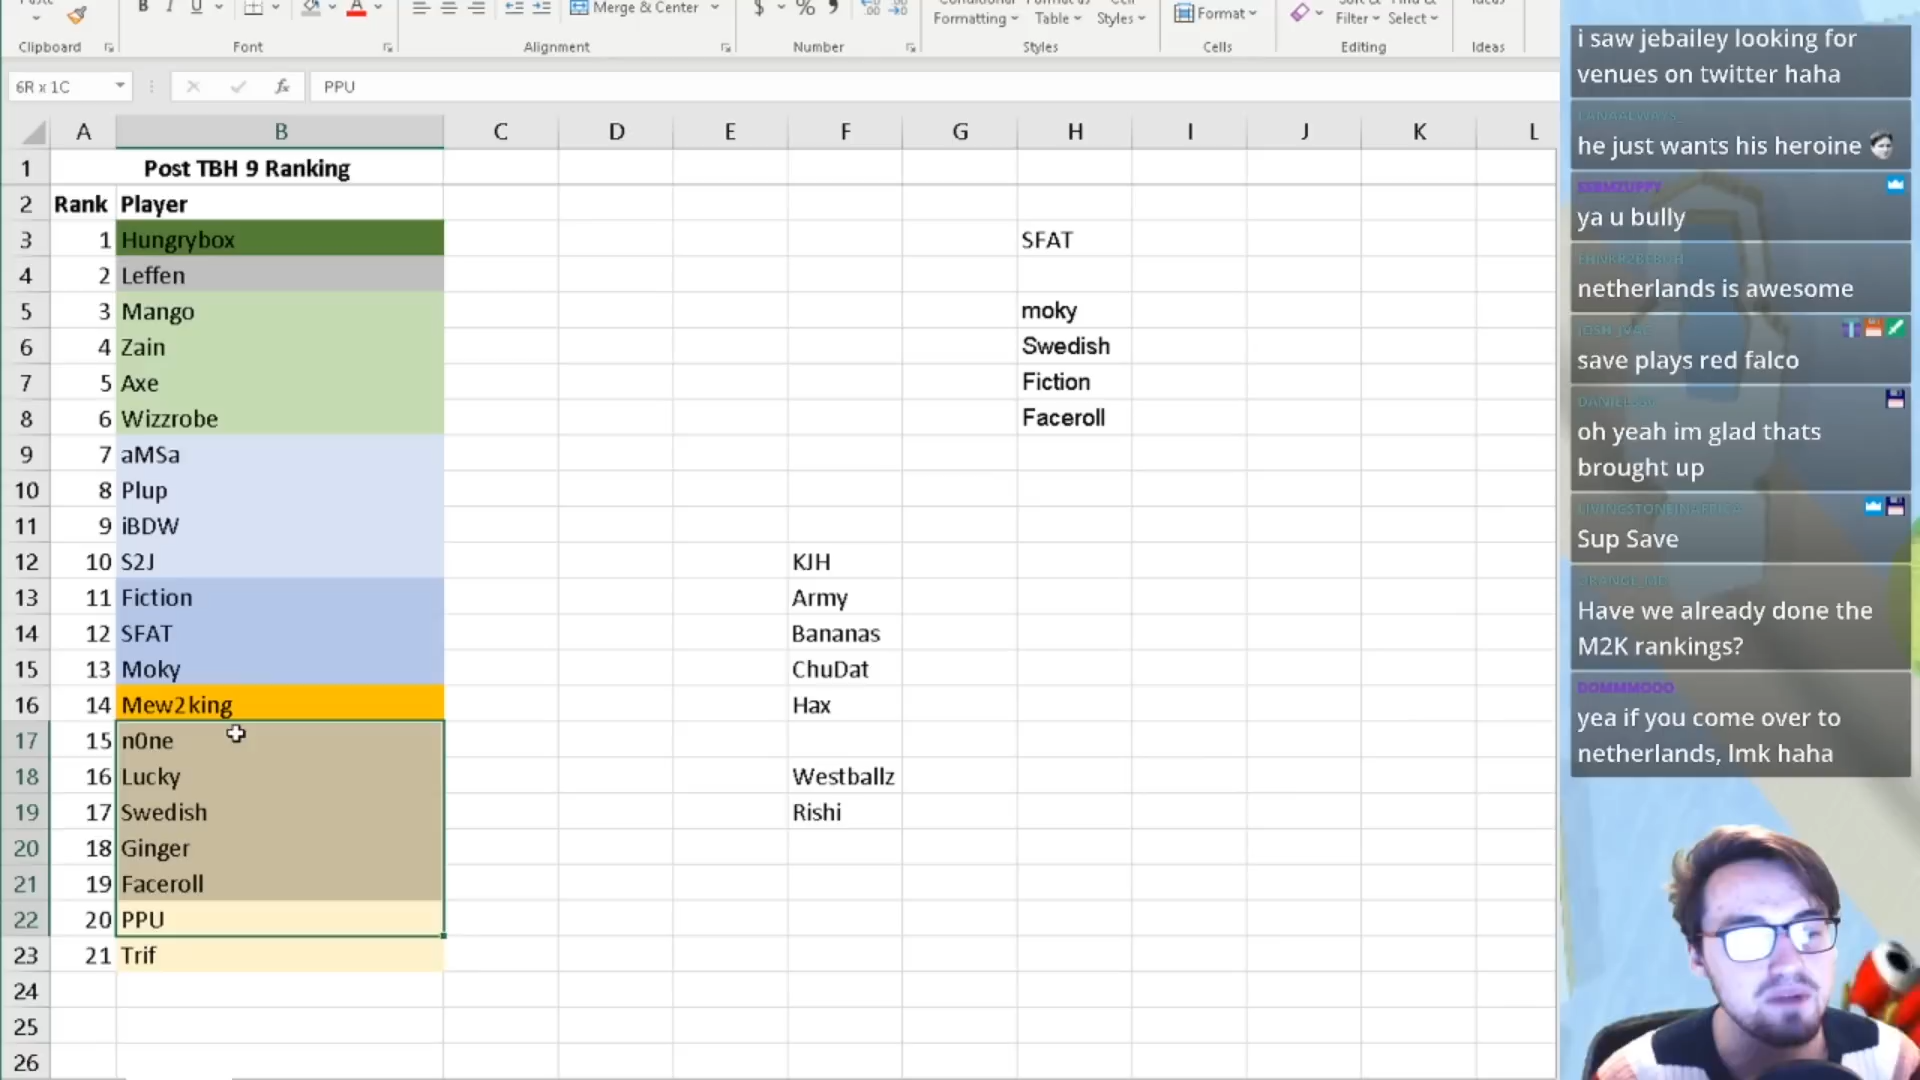 B I U
Merge & Center
$ %
Formatting Table Styles
Format
Filter Select
Clipboard Font Alignment Number Styles Cells Editing Ideas
6R x 1C fx PPU
A B C D E F G H I J K L
1 Post TBH 9 Ranking
2 Rank Player
3 1 Hungrybox SFAT
4 2 Leffen
5 3 Mango moky
6 4 Zain Swedish
7 5 Axe Fiction
8 6 Wizzrobe Faceroll
9 7 aMSa
10 8 Plup
11 9 iBDW
12 10 S2J KJH
13 11 Fiction Army
14 12 SFAT Bananas
15 13 Moky ChuDat
16 14 Mew2king Hax
17 15 n0ne
18 16 Lucky Westballz
19 17 Swedish Rishi
20 18 Ginger
21 19 Faceroll
22 20 PPU
23 21 Trif
24
25
26
i saw jebailey looking for
venues on twitter haha
he just wants his heroine
ya u bully
netherlands is awesome
save plays red falco
oh yeah im glad thats
brought up
Sup Save
Have we already done the
M2K rankings?
DOMMMOOO
yea if you come over to
netherlands, lmk haha